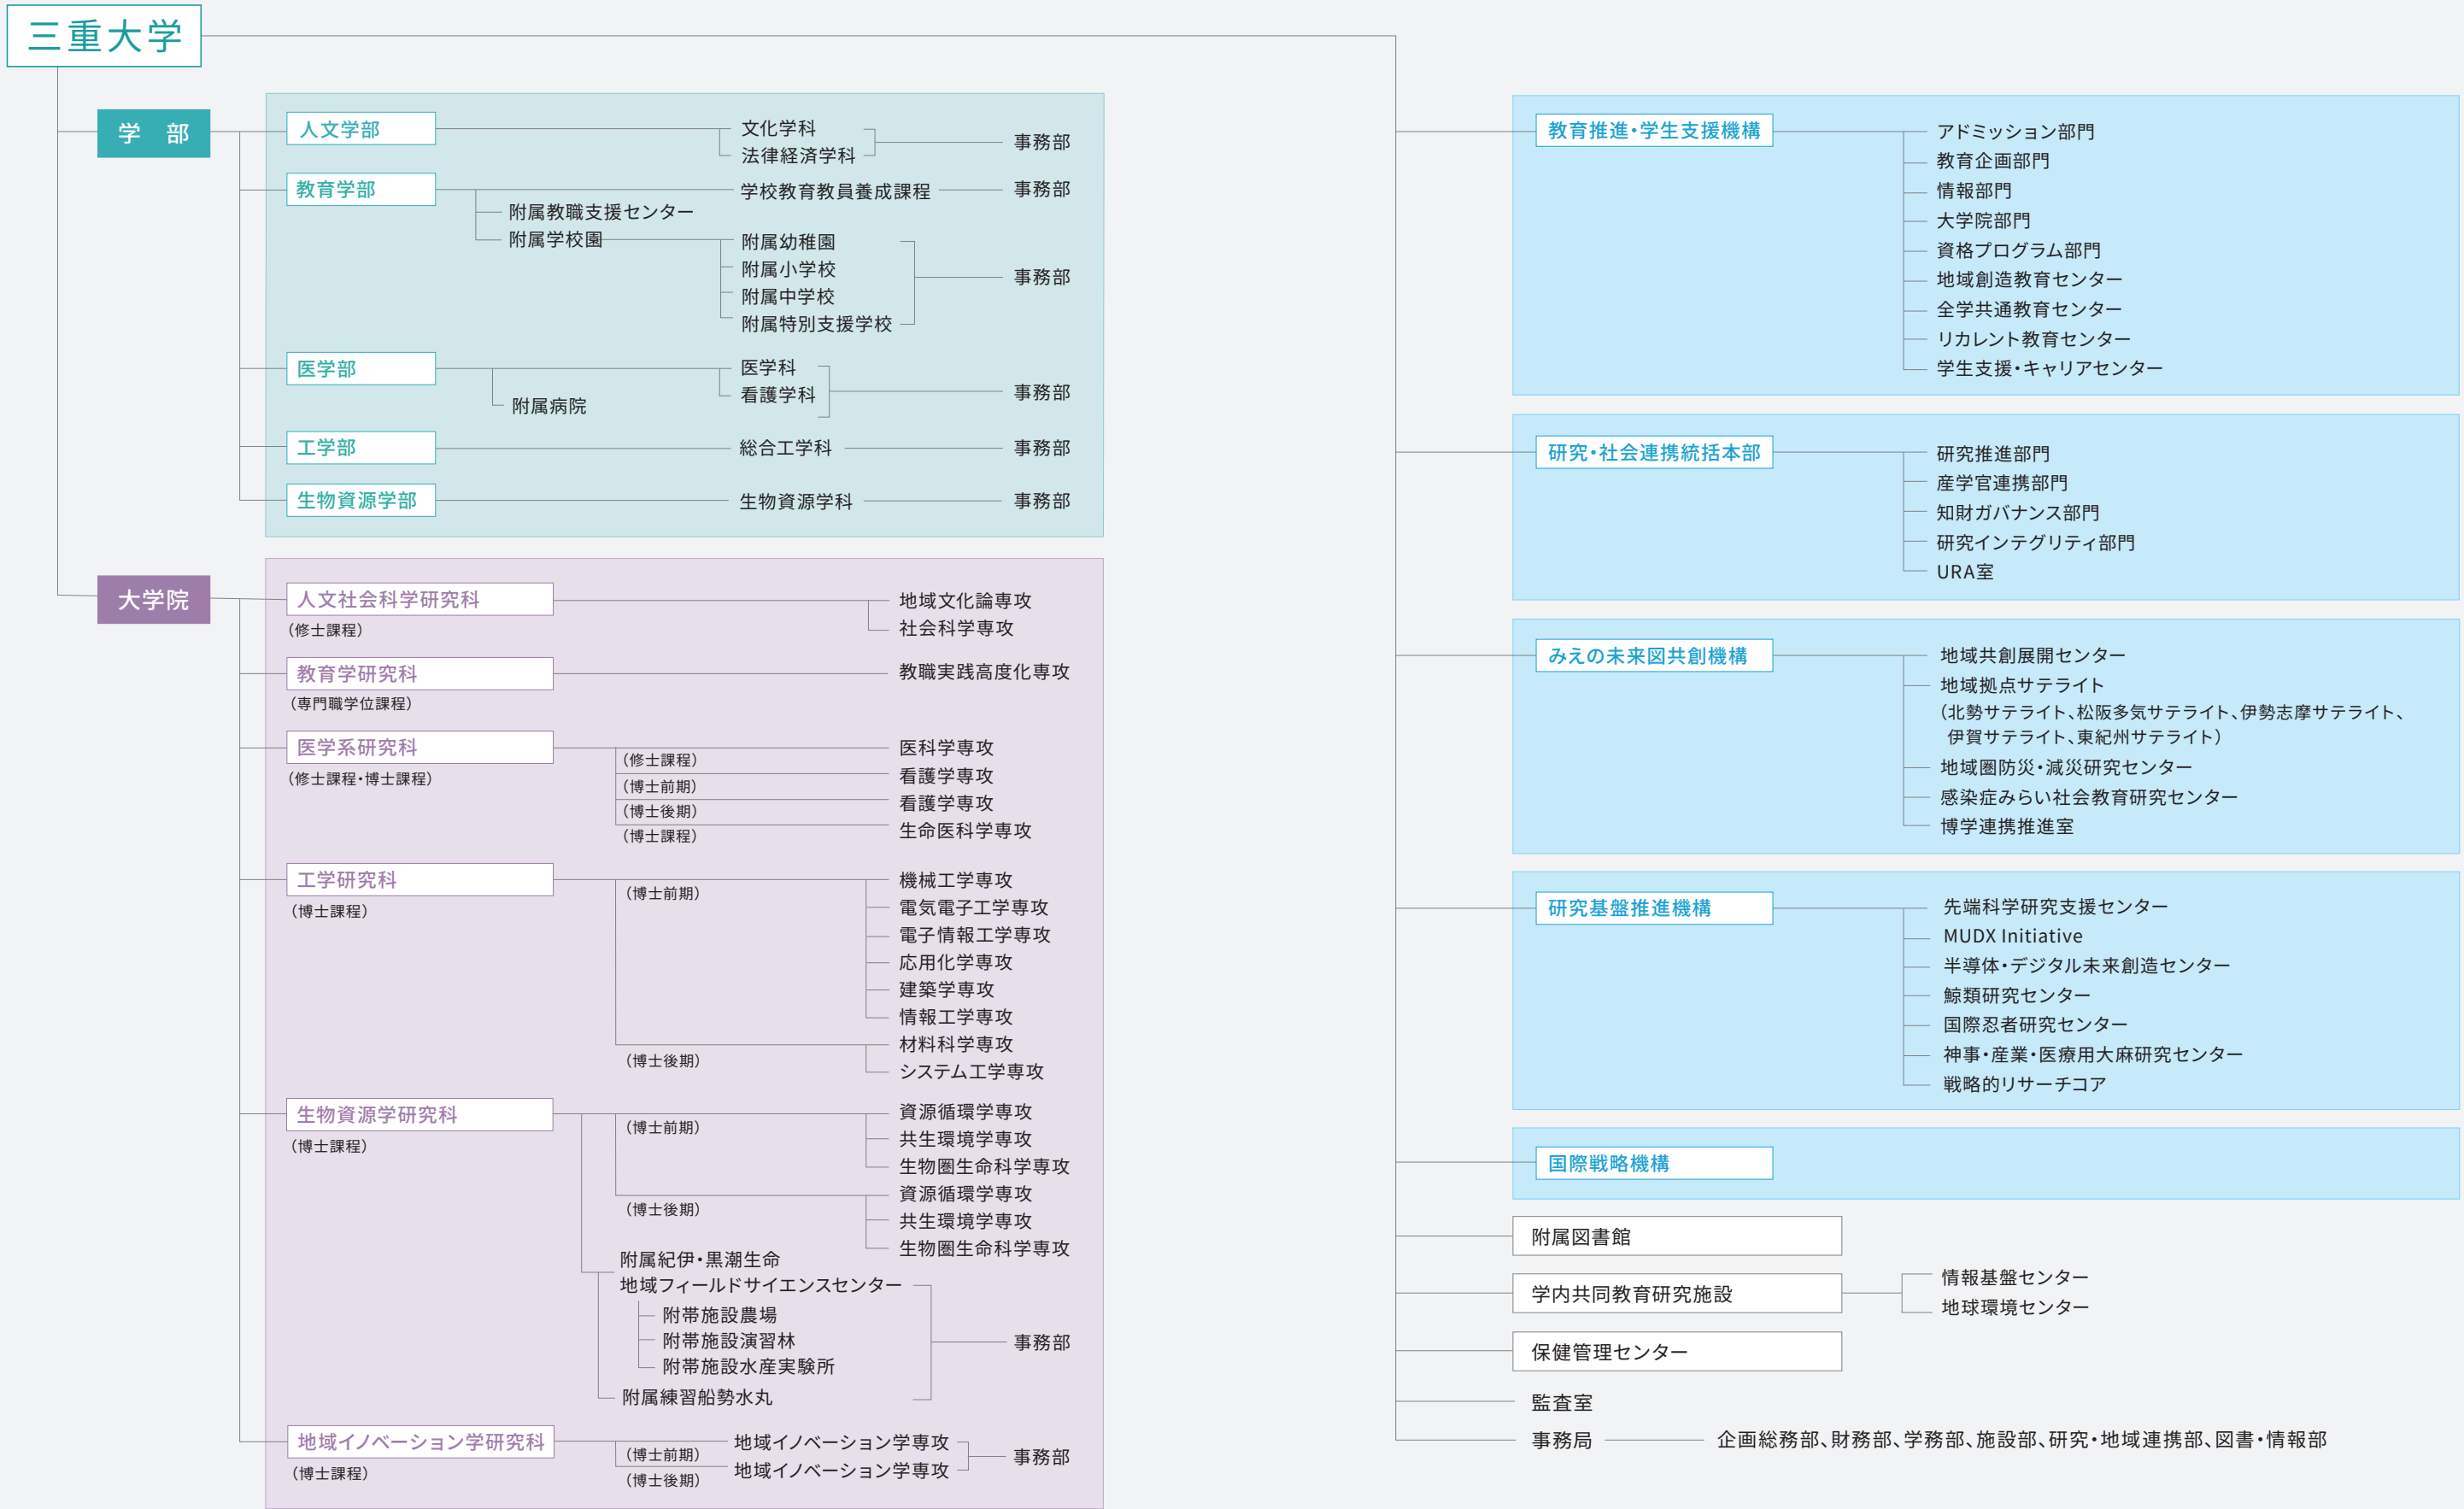 三重大学
学　部
人文学部
文化学科
法律経済学科
事務部
教育学部
学校教育教員養成課程
事務部
附属教職支援センター
附属学校園
附属幼稚園
附属小学校
附属中学校
附属特別支援学校
事務部
医学部
医学科
看護学科
附属病院
事務部
工学部
総合工学科
事務部
生物資源学部
生物資源学科
事務部
大学院
人文社会科学研究科
（修士課程）
地域文化論専攻
社会科学専攻
教育学研究科
（専門職学位課程）
教職実践高度化専攻
医学系研究科
（修士課程・博士課程）
（修士課程）
医科学専攻
（博士前期）
看護学専攻
（博士後期）
看護学専攻
（博士課程）
生命医科学専攻
工学研究科
（博士課程）
（博士前期）
機械工学専攻
電気電子工学専攻
電子情報工学専攻
応用化学専攻
建築学専攻
情報工学専攻
（博士後期）
材料科学専攻
システム工学専攻
生物資源学研究科
（博士課程）
（博士前期）
資源循環学専攻
共生環境学専攻
生物圏生命科学専攻
（博士後期）
資源循環学専攻
共生環境学専攻
生物圏生命科学専攻
附属紀伊・黒潮生命
地域フィールドサイエンスセンター
附帯施設農場
附帯施設演習林
附帯施設水産実験所
附属練習船勢水丸
事務部
地域イノベーション学研究科
（博士課程）
（博士前期）
地域イノベーション学専攻
（博士後期）
地域イノベーション学専攻
事務部
教育推進・学生支援機構
アドミッション部門
教育企画部門
情報部門
大学院部門
資格プログラム部門
地域創造教育センター
全学共通教育センター
リカレント教育センター
学生支援・キャリアセンター
研究・社会連携統括本部
研究推進部門
産学官連携部門
知財ガバナンス部門
研究インテグリティ部門
URA室
みえの未来図共創機構
地域共創展開センター
地域拠点サテライト
（北勢サテライト、松阪多気サテライト、伊勢志摩サテライト、
伊賀サテライト、東紀州サテライト）
地域圏防災・減災研究センター
感染症みらい社会教育研究センター
博学連携推進室
研究基盤推進機構
先端科学研究支援センター
MUDX Initiative
半導体・デジタル未来創造センター
鯨類研究センター
国際忍者研究センター
神事・産業・医療用大麻研究センター
戦略的リサーチコア
国際戦略機構
附属図書館
学内共同教育研究施設
情報基盤センター
地球環境センター
保健管理センター
監査室
事務局
企画総務部、財務部、学務部、施設部、研究・地域連携部、図書・情報部